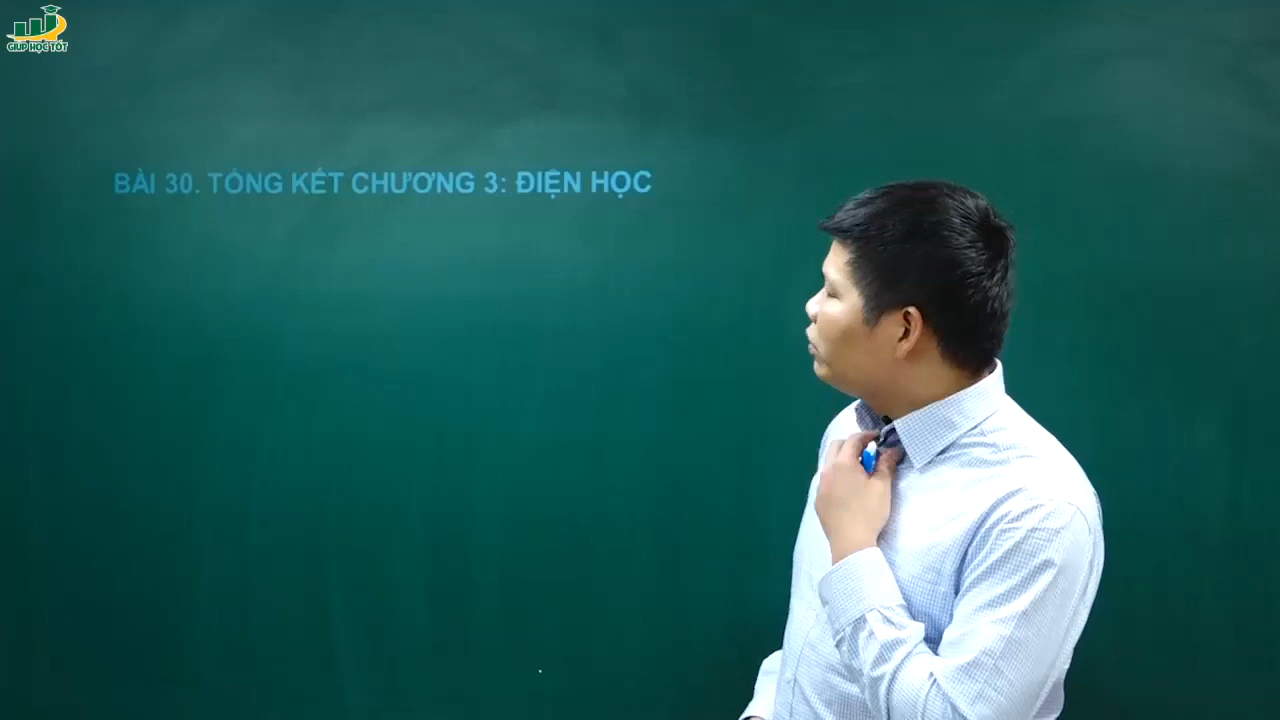 GIÚP HỌC TỐT
BÀI 30. TỔNG KẾT CHƯƠNG 3: ĐIỆN HỌC